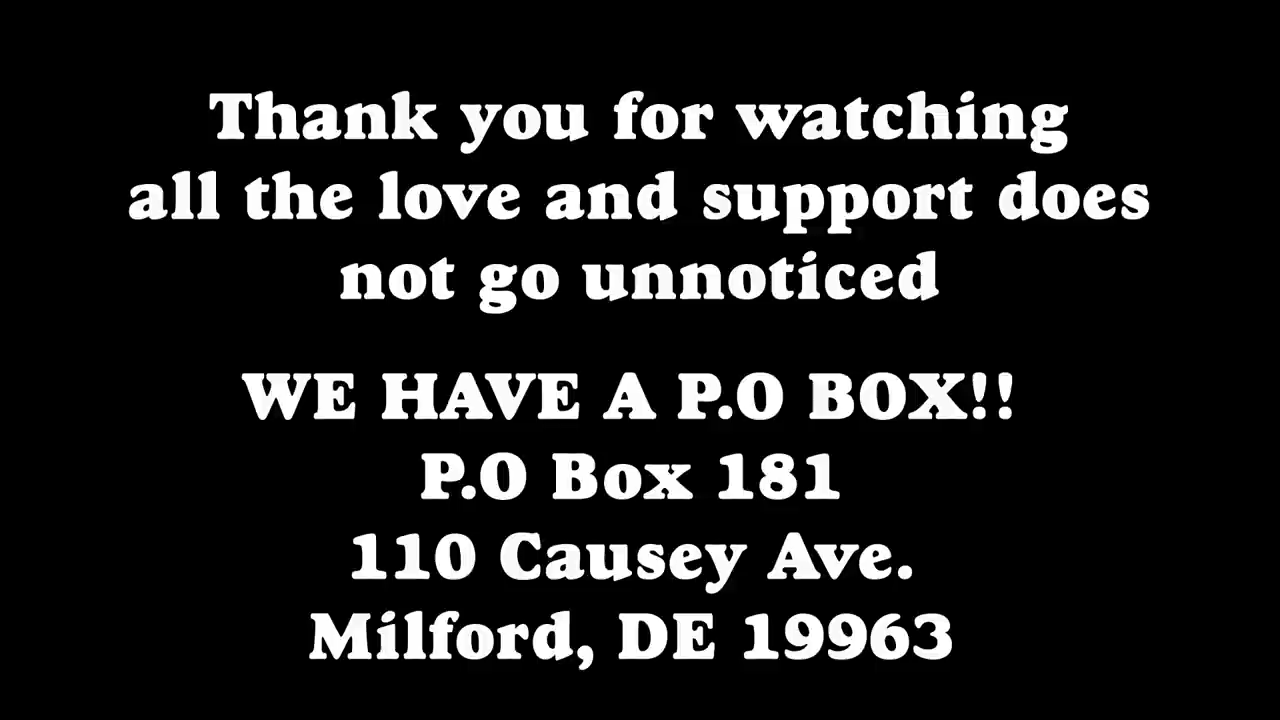 Thank you for watching
all the love and support does
not go unnoticed
WE HAVE A P.O BOX!!
P.O Box 181
110 Causey Ave.
Milford, DE 19963